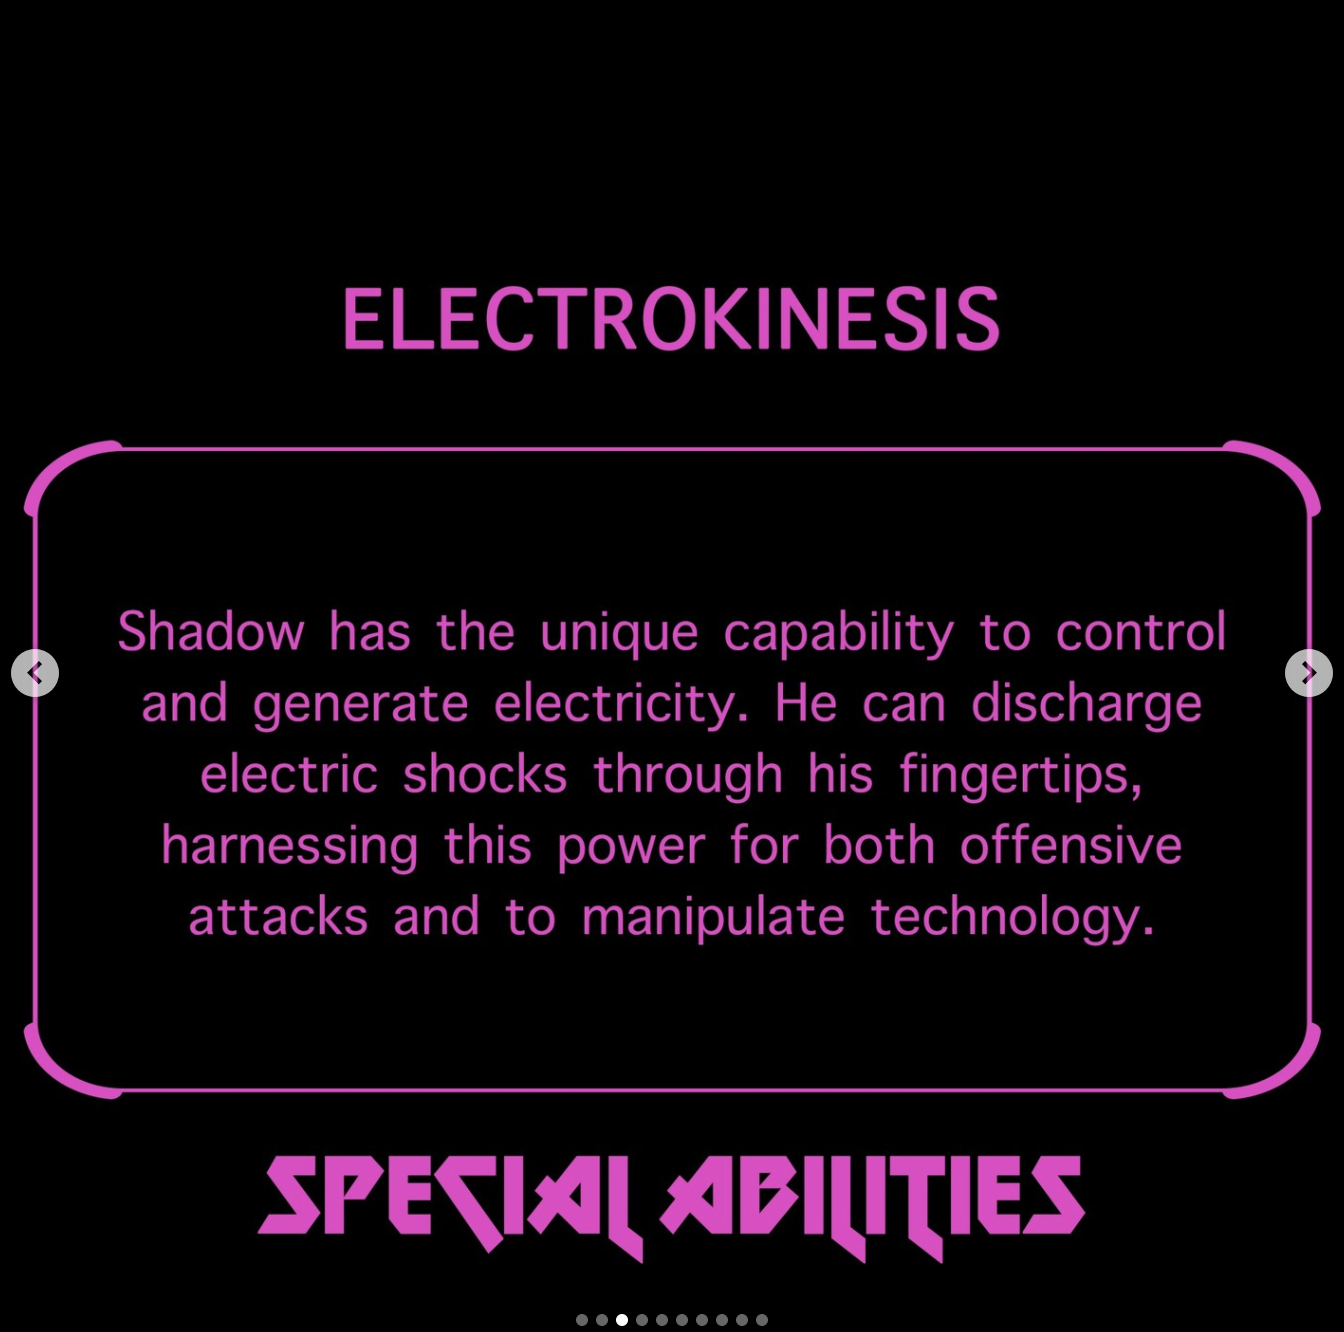 ELECTROKINESIS
Shadow has the unique capability to control
and generate electricity. He can discharge
electric shocks through his fingertips,
harnessing this power for both offensive
attacks and to manipulate technology.
SPECIAL ABILITIES